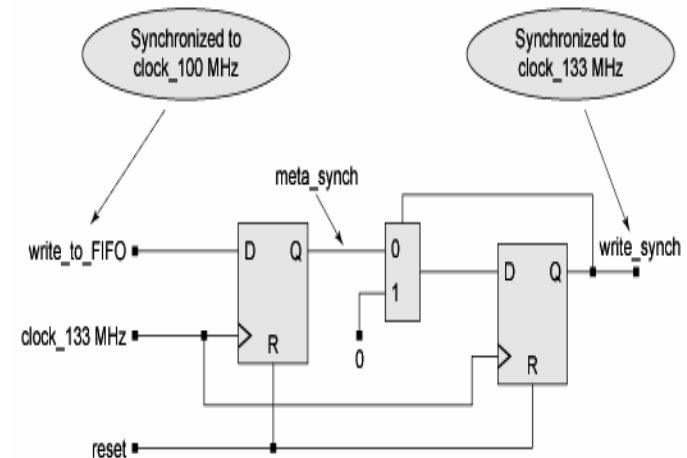 Synchronized to
clock_100 MHz
Synchronized to
clock_133 MHz
meta_synch
write_to_FIFO
D Q
0
1
D Q
write_synch
clock_133 MHz
R
0
R
reset